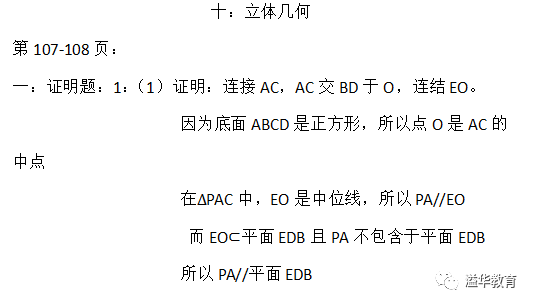 十：立体几何
第 107-108 页：
一：证明题：1：（1）证明：连接 AC，AC 交 BD 于 O，连结 EO。
因为底面 ABCD 是正方形，所以点 O 是 AC 的
中点
在ΔPAC 中，EO 是中位线，所以 PA//EO
而 EO⊂平面 EDB 且 PA 不包含于平面 EDB
所以 PA//平面 EDB
溢华教育